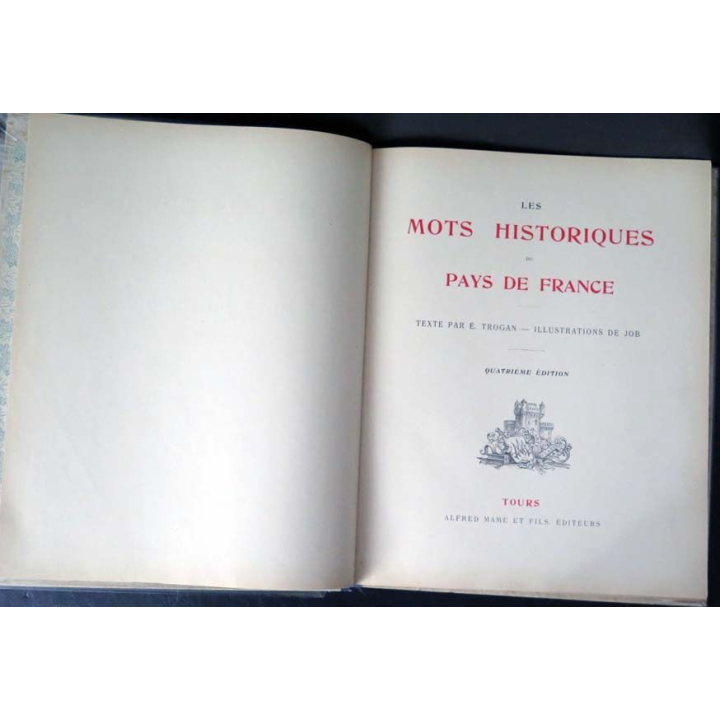 LES
MOTS HISTORIQUES
DU
PAYS DE FRANCE
TEXTE PAR É. TROGAN — ILLUSTRATIONS DE JOB
QUATRIÈME ÉDITION
TOURS
ALFRED MAME ET FILS, ÉDITEURS